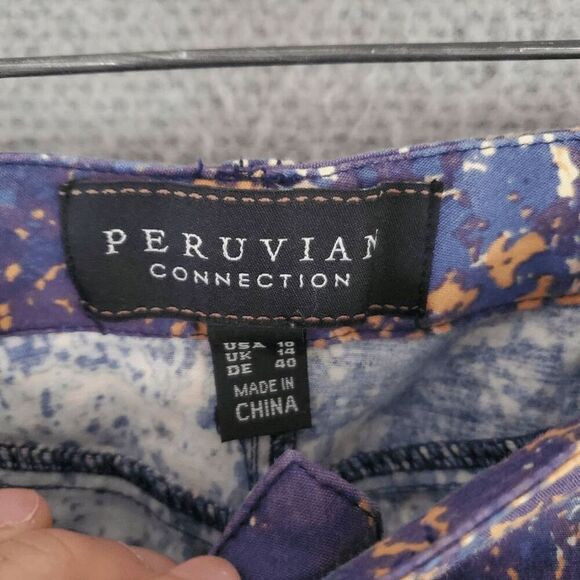 PERUVIAN
CONNECTION
USA 10
UK 14
DE 40
MADE IN
CHINA